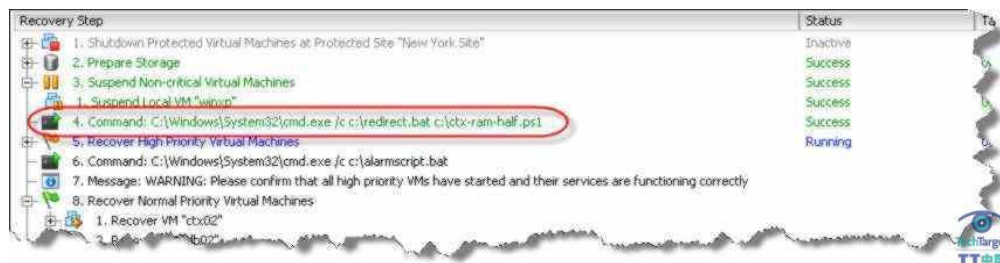 Recovery Step Status Ta
1. Shutdown Protected Virtual Machines at Protected Site "New York Site" Inactive
2. Prepare Storage Success
3. Suspend Non-critical Virtual Machines Success
1. Suspend Local VM "winxp" Success
4. Command: C:\Windows\System32\cmd.exe /c c:\redirect.bat c:\ctx-ram-half.ps1 Success
5. Recover High Priority Virtual Machines Running
6. Command: C:\Windows\System32\cmd.exe /c c:\alarmscript.bat
7. Message: WARNING: Please confirm that all high priority VMs have started and their services are functioning correctly
8. Recover Normal Priority Virtual Machines
1. Recover VM "ctx02"
TechTarge